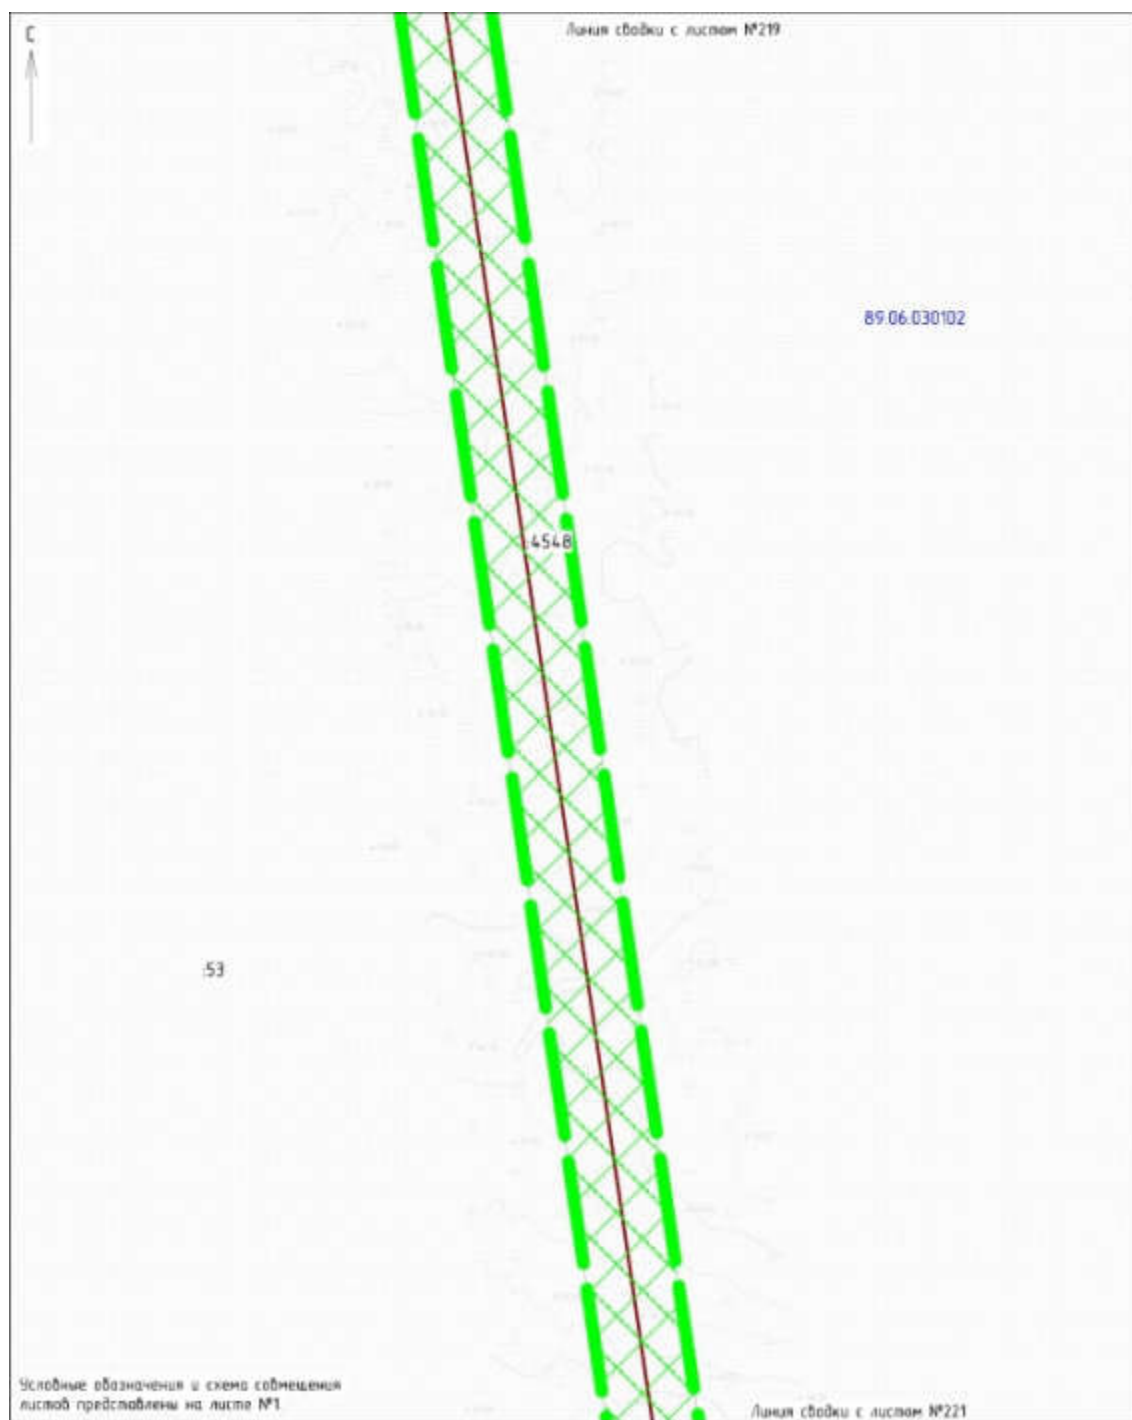 С
Линия сводки с листом №219
89:06:030102
:4548
:53
Условные обозначения и схема совмещения
листов представлены на листе №1
Линия сводки с листом №221